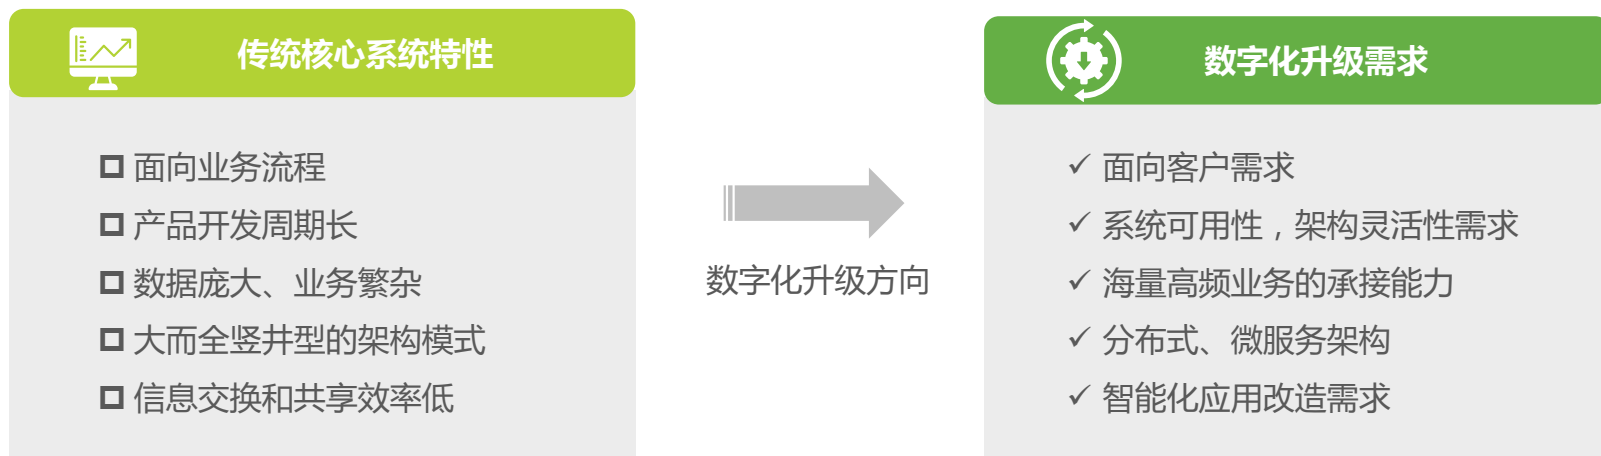 传统核心系统特性
面向业务流程
产品开发周期长
数据庞大、业务繁杂
大而全竖井型的架构模式
信息交换和共享效率低
数字化升级方向
数字化升级需求
面向客户需求
系统可用性，架构灵活性需求
海量高频业务的承接能力
分布式、微服务架构
智能化应用改造需求